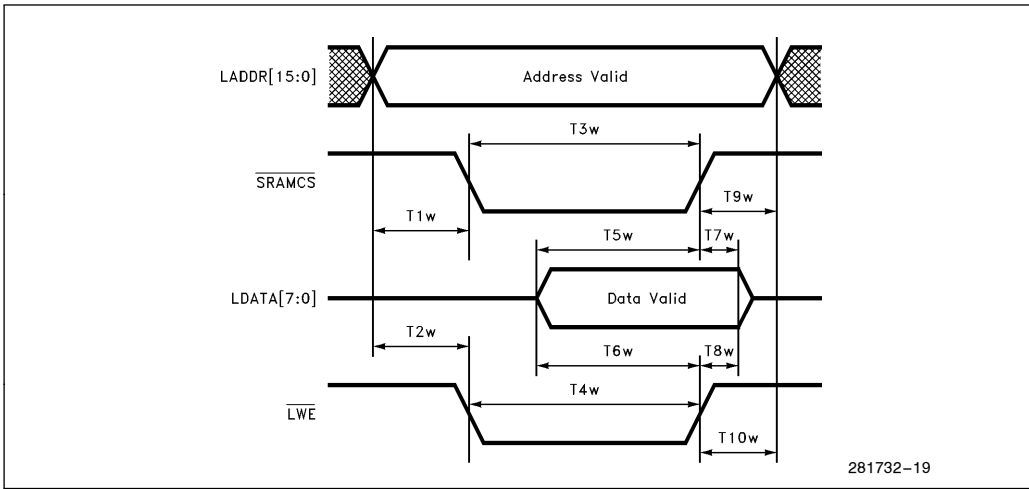 LADDR[15:0]
Address Valid
T3w
SRAMCS
T9w
T1w
T5w
T7w
LDATA[7:0]
Data Valid
T2w
T6w
T8w
T4w
LWE
T10w
281732-19